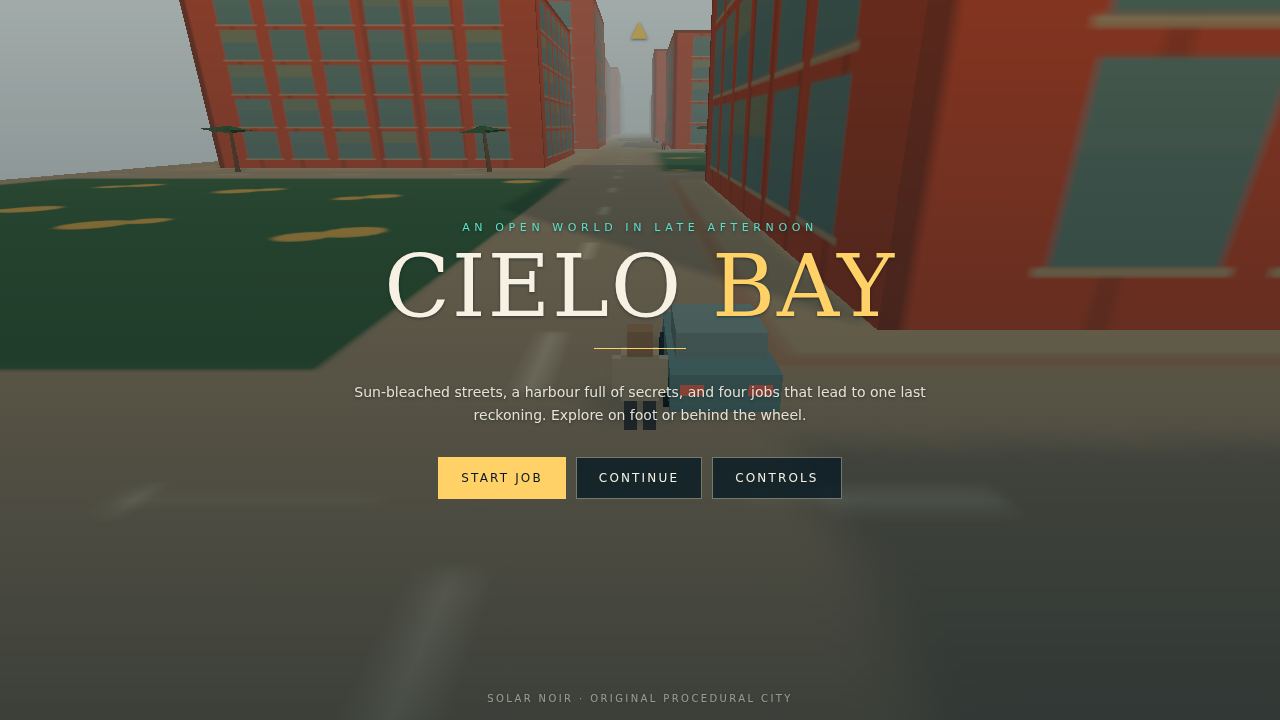 AN OPEN WORLD IN LATE AFTERNOON
CIELO BAY
Sun-bleached streets, a harbour full of secrets, and four jobs that lead to one last
reckoning. Explore on foot or behind the wheel.
START JOB CONTINUE CONTROLS
SOLAR NOIR · ORIGINAL PROCEDURAL CITY